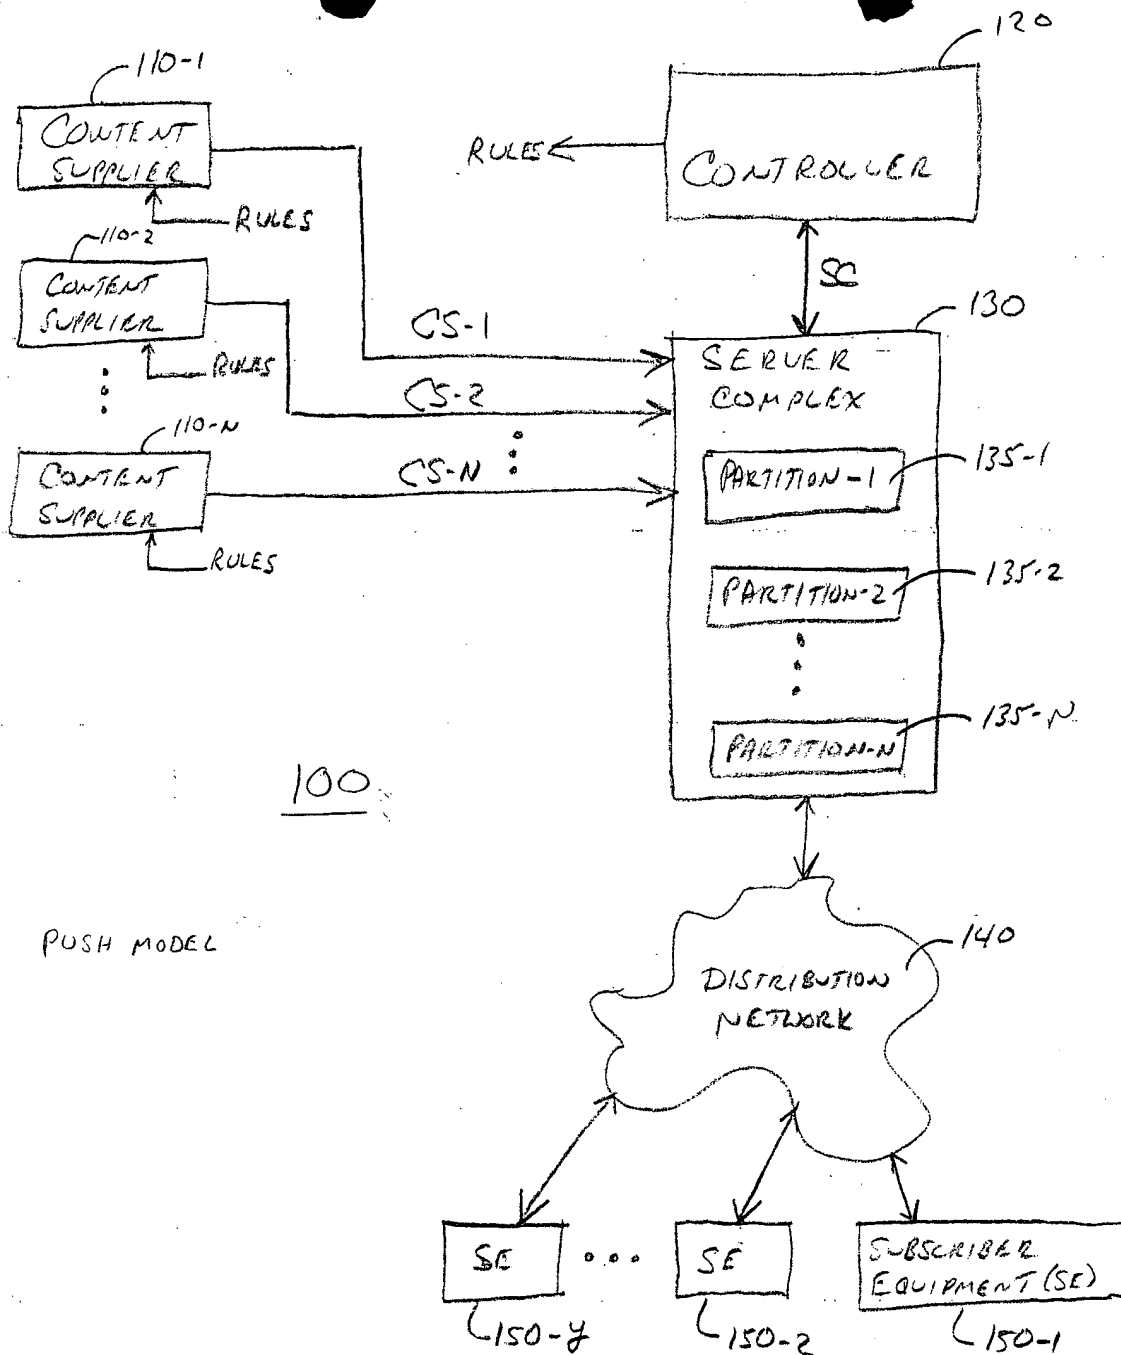 120
110-1
CONTENT
SUPPLIER
RULES
CONTROLLER
RULES
110-2
CONTENT
SUPPLIER
RULES
SC
130
CS-1
SERVER
COMPLEX
CS-2
110-N
CONTENT
SUPPLIER
CS-N
RULES
PARTITION-1
135-1
PARTITION-2
135-2
PARTITION-N
135-N
100
PUSH MODEL
140
DISTRIBUTION
NETWORK
SE
SE
SUBSCRIBER
EQUIPMENT (SE)
150-y
150-2
150-1